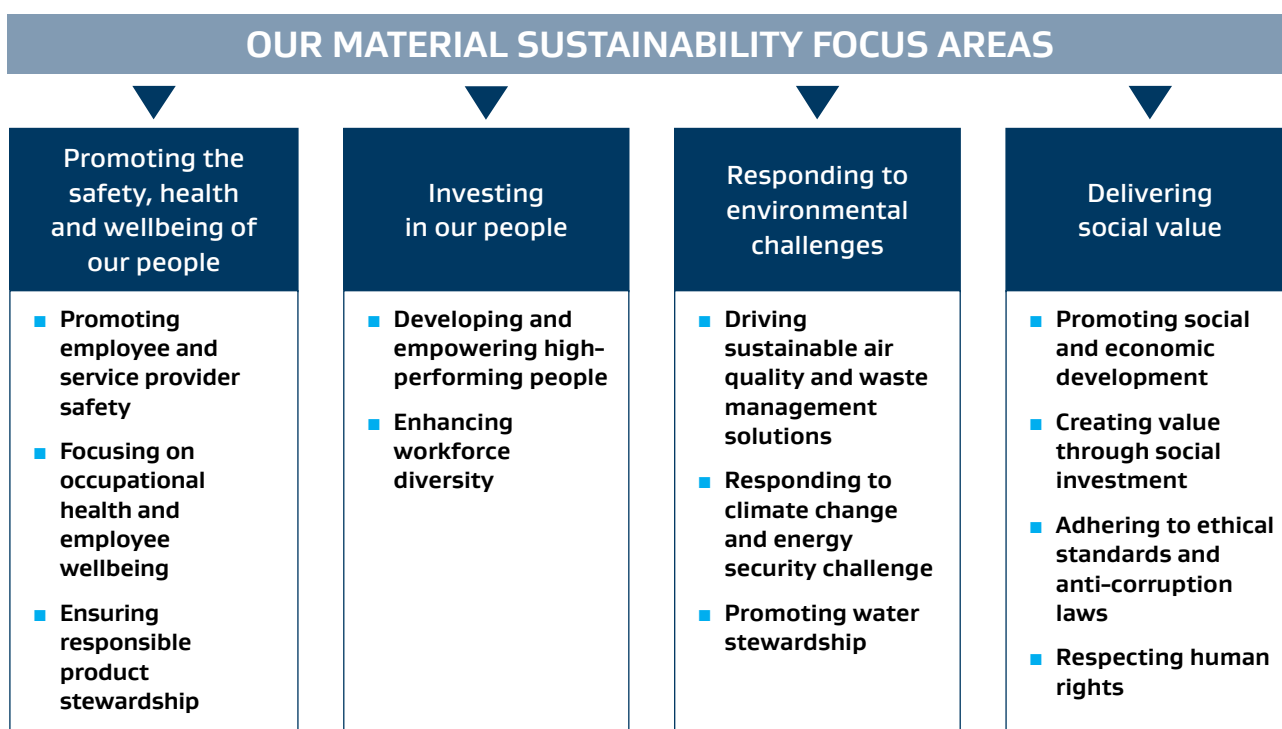 OUR MATERIAL SUSTAINABILITY FOCUS AREAS
Promoting the
safety, health
and wellbeing of
our people
Promoting
employee and
service provider
safety
Focusing on
occupational
health and
employee
wellbeing
Ensuring
responsible
product
stewardship
Investing
in our people
Developing and
empowering high-
performing people
Enhancing
workforce
diversity
Responding to
environmental
challenges
Driving
sustainable air
quality and waste
management
solutions
Responding to
climate change
and energy
security challenge
Promoting water
stewardship
Delivering
social value
Promoting social
and economic
development
Creating value
through social
investment
Adhering to ethical
standards and
anti-corruption
laws
Respecting human
rights